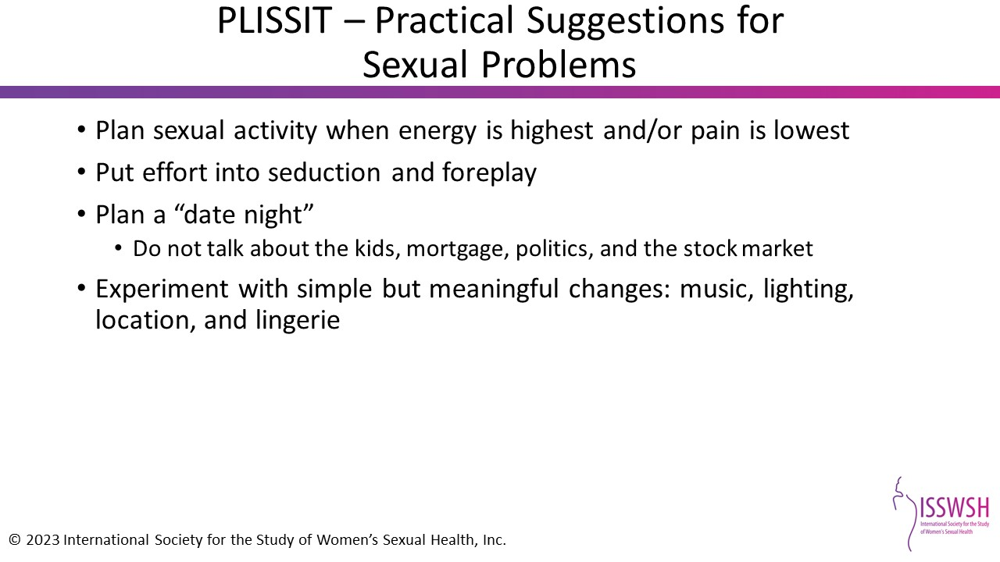 PLISSIT – Practical Suggestions for
Sexual Problems
• Plan sexual activity when energy is highest and/or pain is lowest
• Put effort into seduction and foreplay
• Plan a “date night”
• Do not talk about the kids, mortgage, politics, and the stock market
• Experiment with simple but meaningful changes: music, lighting,
location, and lingerie
ISSWSH
International Society for the Study
of Women's Sexual Health
© 2023 International Society for the Study of Women’s Sexual Health, Inc.